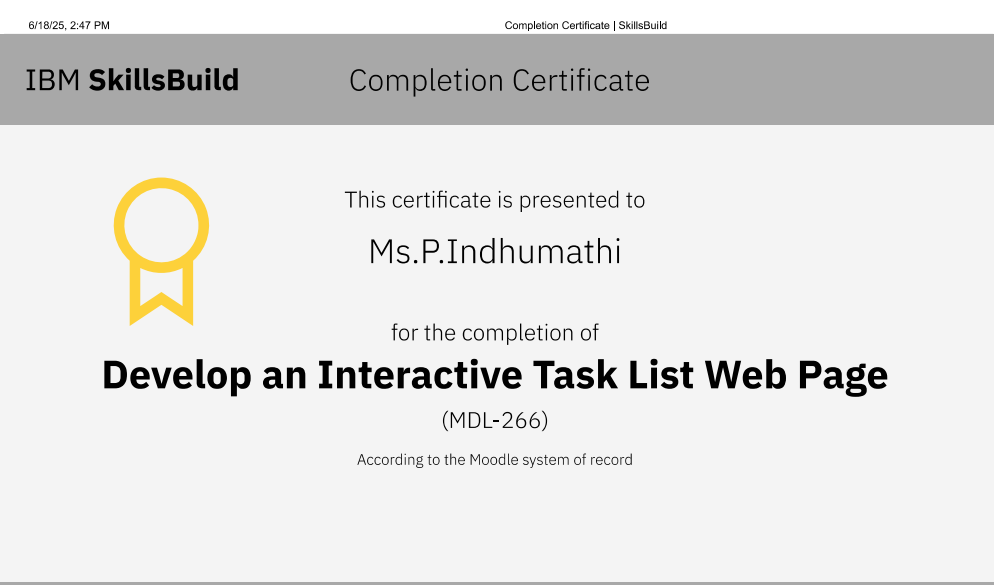 6/18/25, 2:47 PM Completion Certificate | SkillsBuild
IBM SkillsBuild Completion Certificate
This certificate is presented to
Ms.P.Indhumathi
for the completion of
Develop an Interactive Task List Web Page
(MDL-266)
According to the Moodle system of record